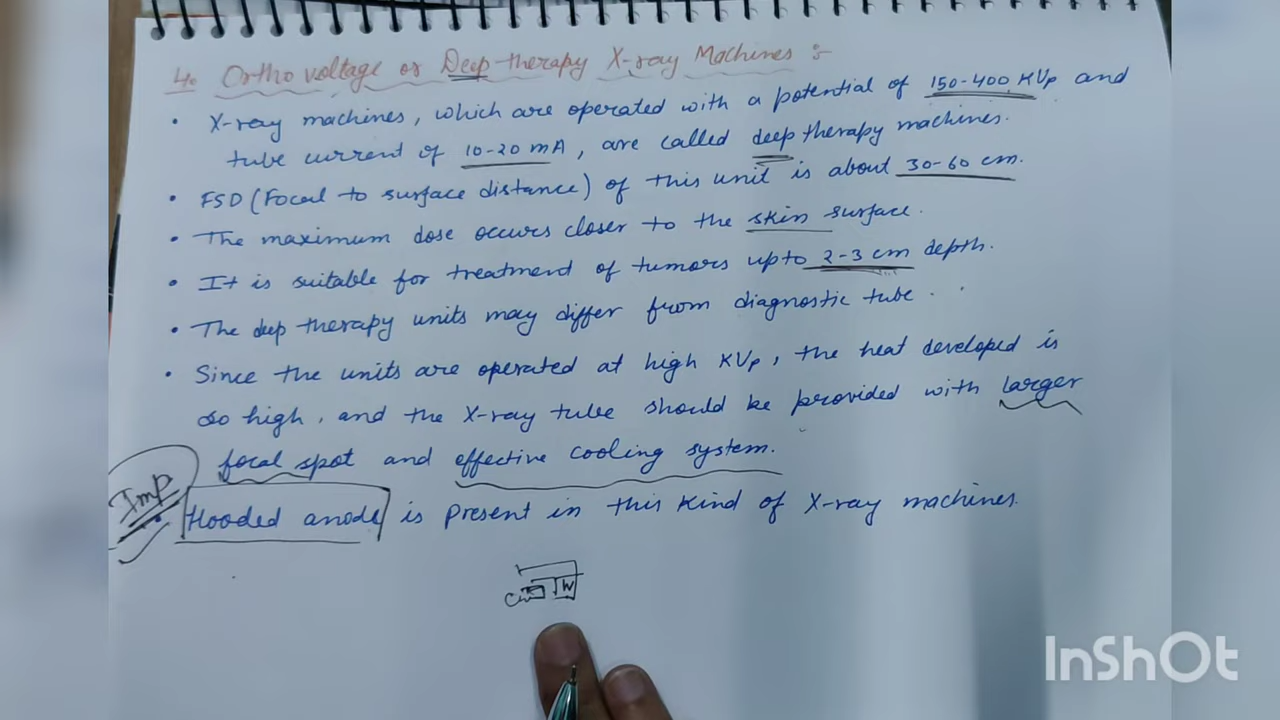 4. Ortho voltage or Deep therapy X-ray Machines :-
• X-ray machines, which are operated with a potential of 150-400 KVp and
tube current of 10-20 mA, are called deep therapy machines.
• FSD (Focal to surface distance) of this unit is about 30-60 cm.
• The maximum dose occurs closer to the skin surface.
• It is suitable for treatment of tumors upto 2-3 cm depth.
• The deep therapy units may differ from diagnostic tube.
• Since the units are operated at high KVp, the heat developed is
so high, and the X-ray tube should be provided with larger
focal spot and effective cooling system.
Imp
• Hooded anode is present in this kind of X-ray machines.
W
InShOt